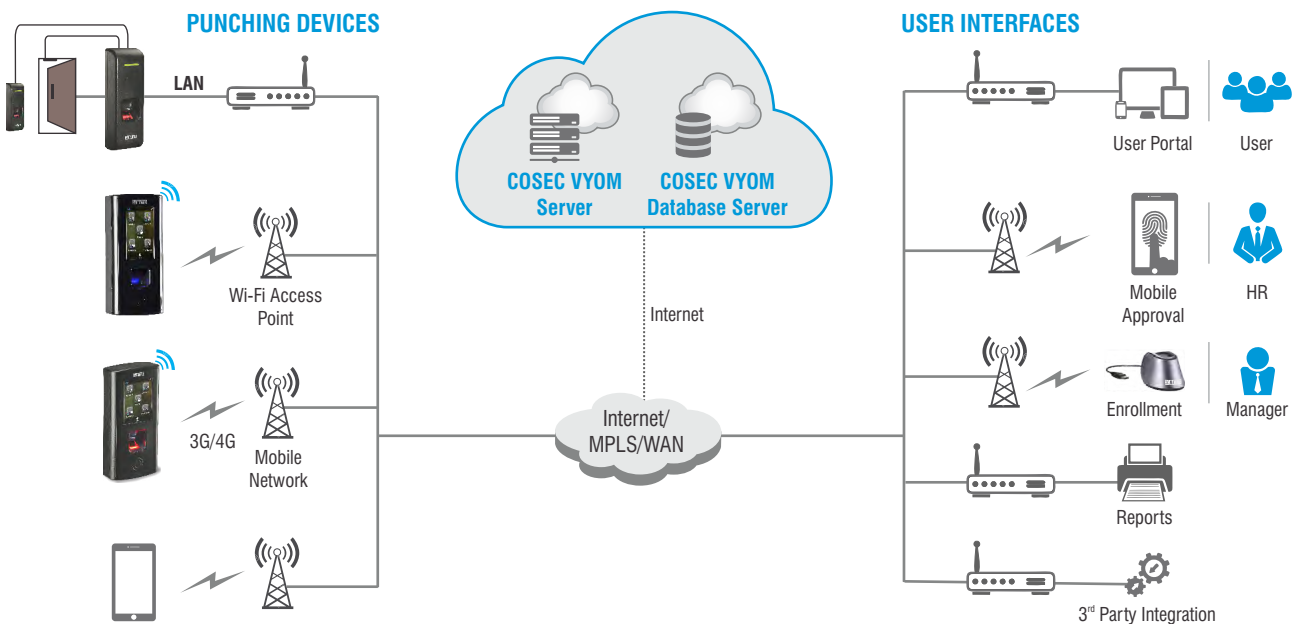 PUNCHING DEVICES
USER INTERFACES
LAN
COSEC VYOM
Server
COSEC VYOM
Database Server
User Portal
User
Wi-Fi Access
Point
Internet
Mobile
Approval
HR
3G/4G
Mobile
Network
Internet/
MPLS/WAN
Enrollment
Manager
Reports
3rd Party Integration